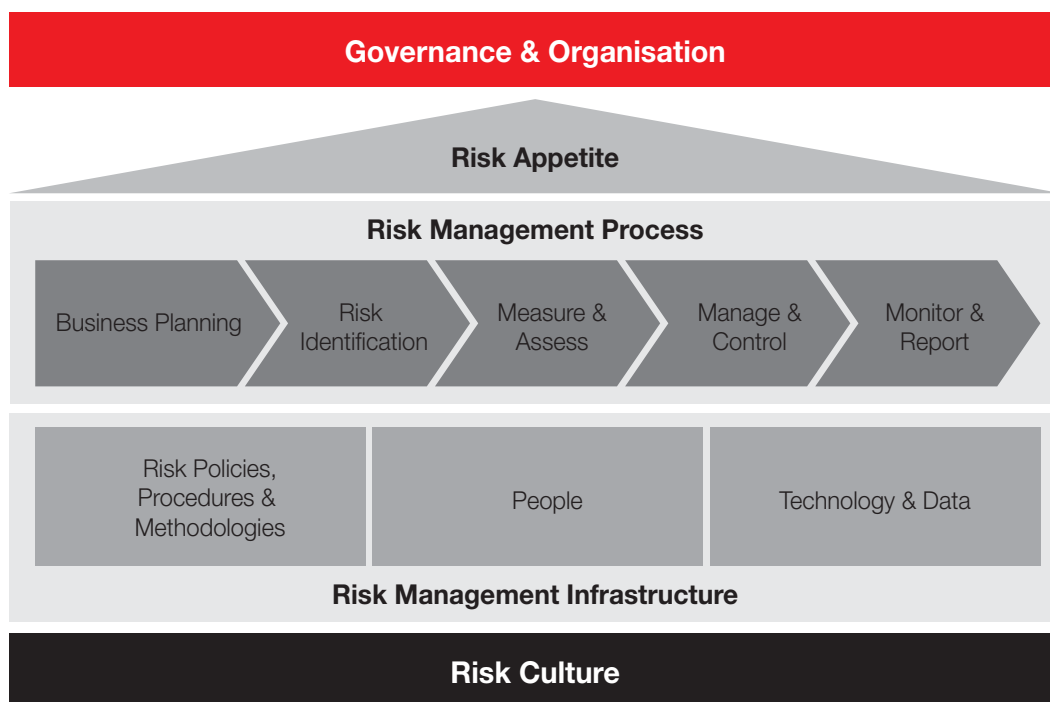 Governance & Organisation
Risk Appetite
Risk Management Process
Business Planning
Risk
Identification
Measure &
Assess
Manage &
Control
Monitor &
Report
Risk Policies,
Procedures &
Methodologies
People
Technology & Data
Risk Management Infrastructure
Risk Culture